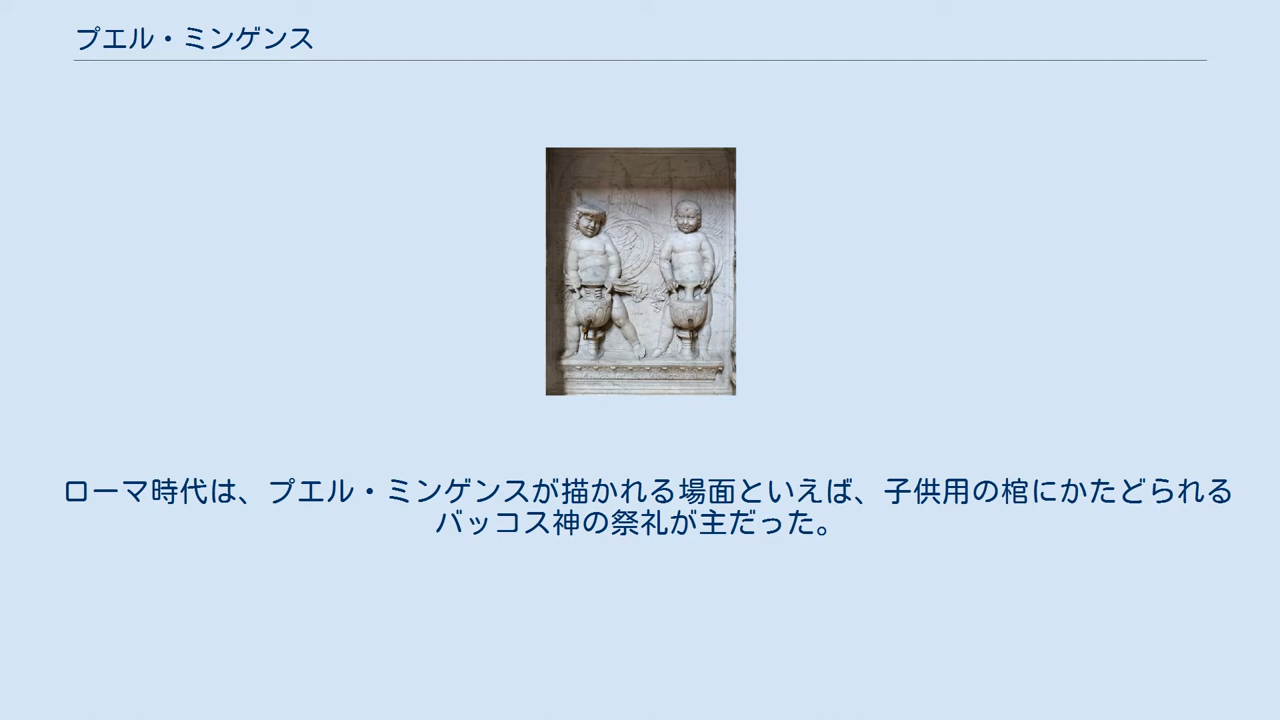 プエル・ミンゲンス
ローマ時代は、プエル・ミンゲンスが描かれる場面といえば、子供用の棺にかたどられる
バッコス神の祭礼が主だった。